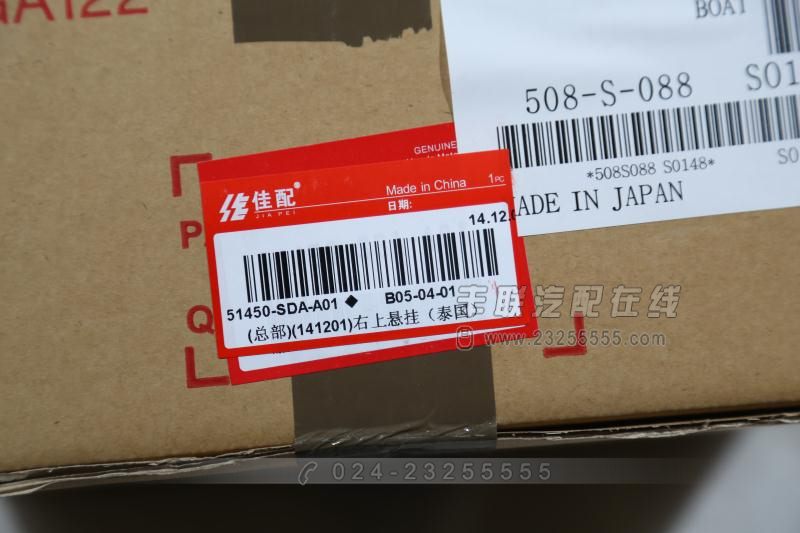 GA122
BOAT
508-S-088 S01
*508S088 S0148* S0
ADE IN JAPAN
GENUINE
佳配®
JIA PEI
Made in China 1PC
日期:
14.12.
51450-SDA-A01 ◆ B05-04-01
(总部)(141201)右上悬挂（泰国）
P
Q
丰联汽配在线
www.23255555.com
024-23255555